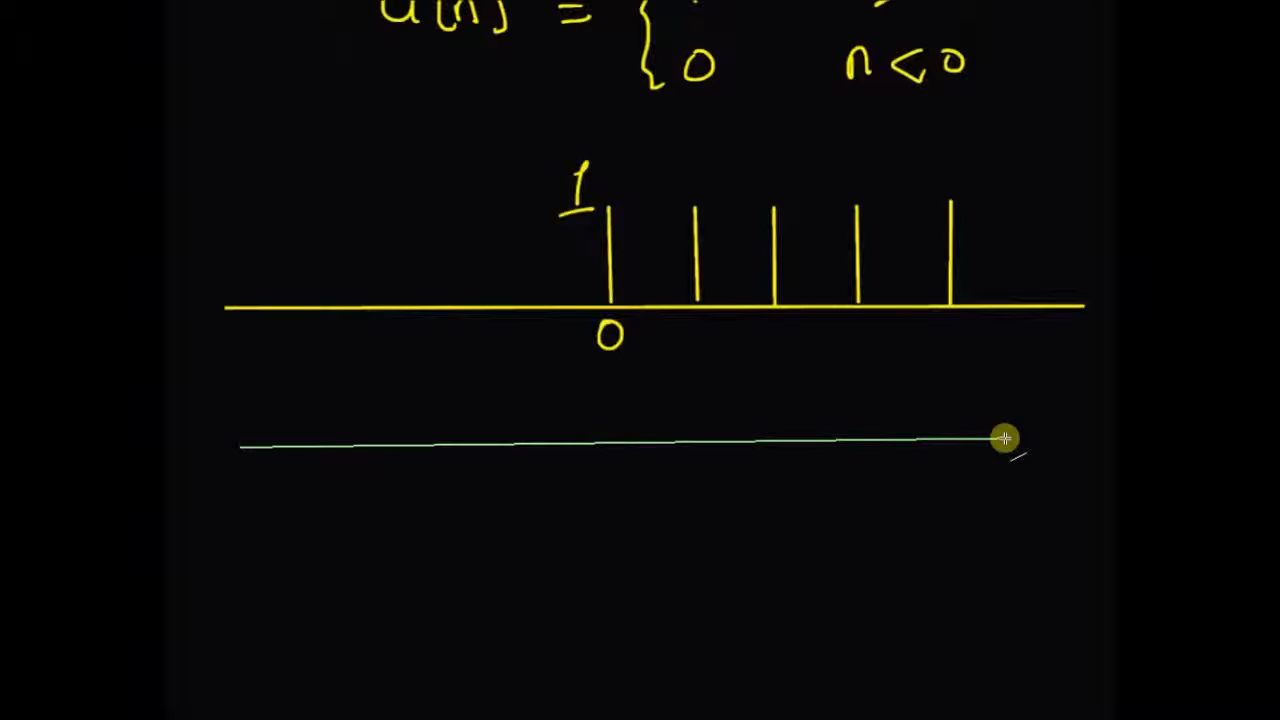 u[n] = {
0 n < 0
1
0